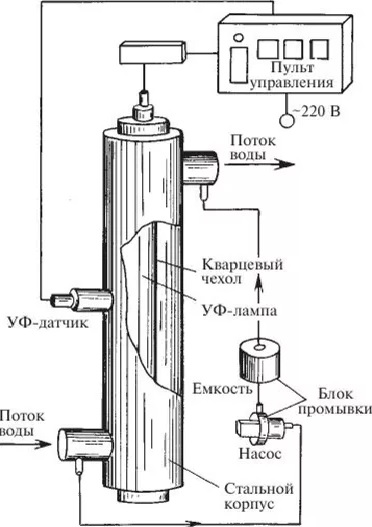 Пульт
управления
~220 В
Поток
воды
Кварцевый
чехол
УФ-лампа
УФ-датчик
Емкость
Блок
промывки
Поток
воды
Насос
Стальной
корпус